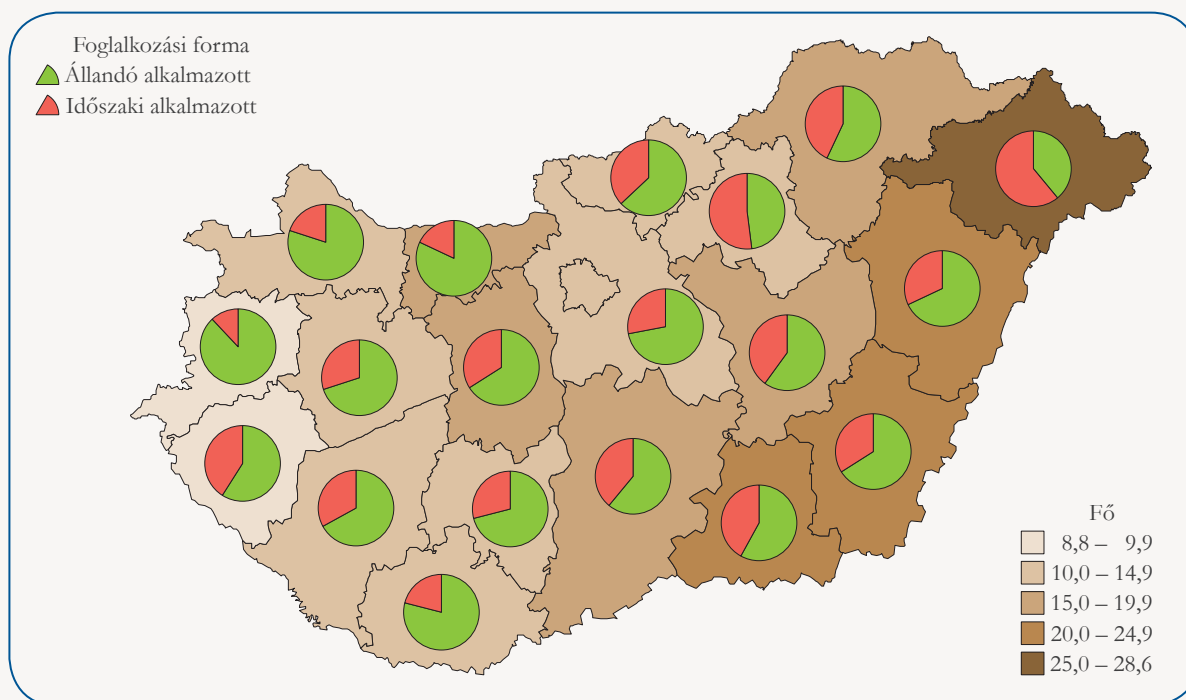 Foglalkozási forma
Állandó alkalmazott
Időszaki alkalmazott
Fő
8,8 – 9,9
10,0 – 14,9
15,0 – 19,9
20,0 – 24,9
25,0 – 28,6